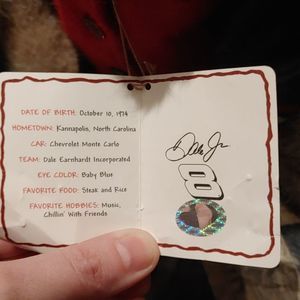 DATE OF BIRTH: October 10, 1974
HOMETOWN: Kannapolis, North Carolina
CAR: Chevrolet Monte Carlo
TEAM: Dale Earnhardt Incorporated
EYE COLOR: Baby Blue
FAVORITE FOOD: Steak and Rice
FAVORITE HOBBIES: Music,
Chillin' With Friends
Dale Jr.
8